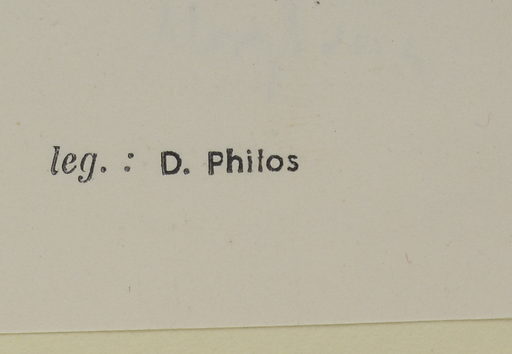 leg. : D. Philos